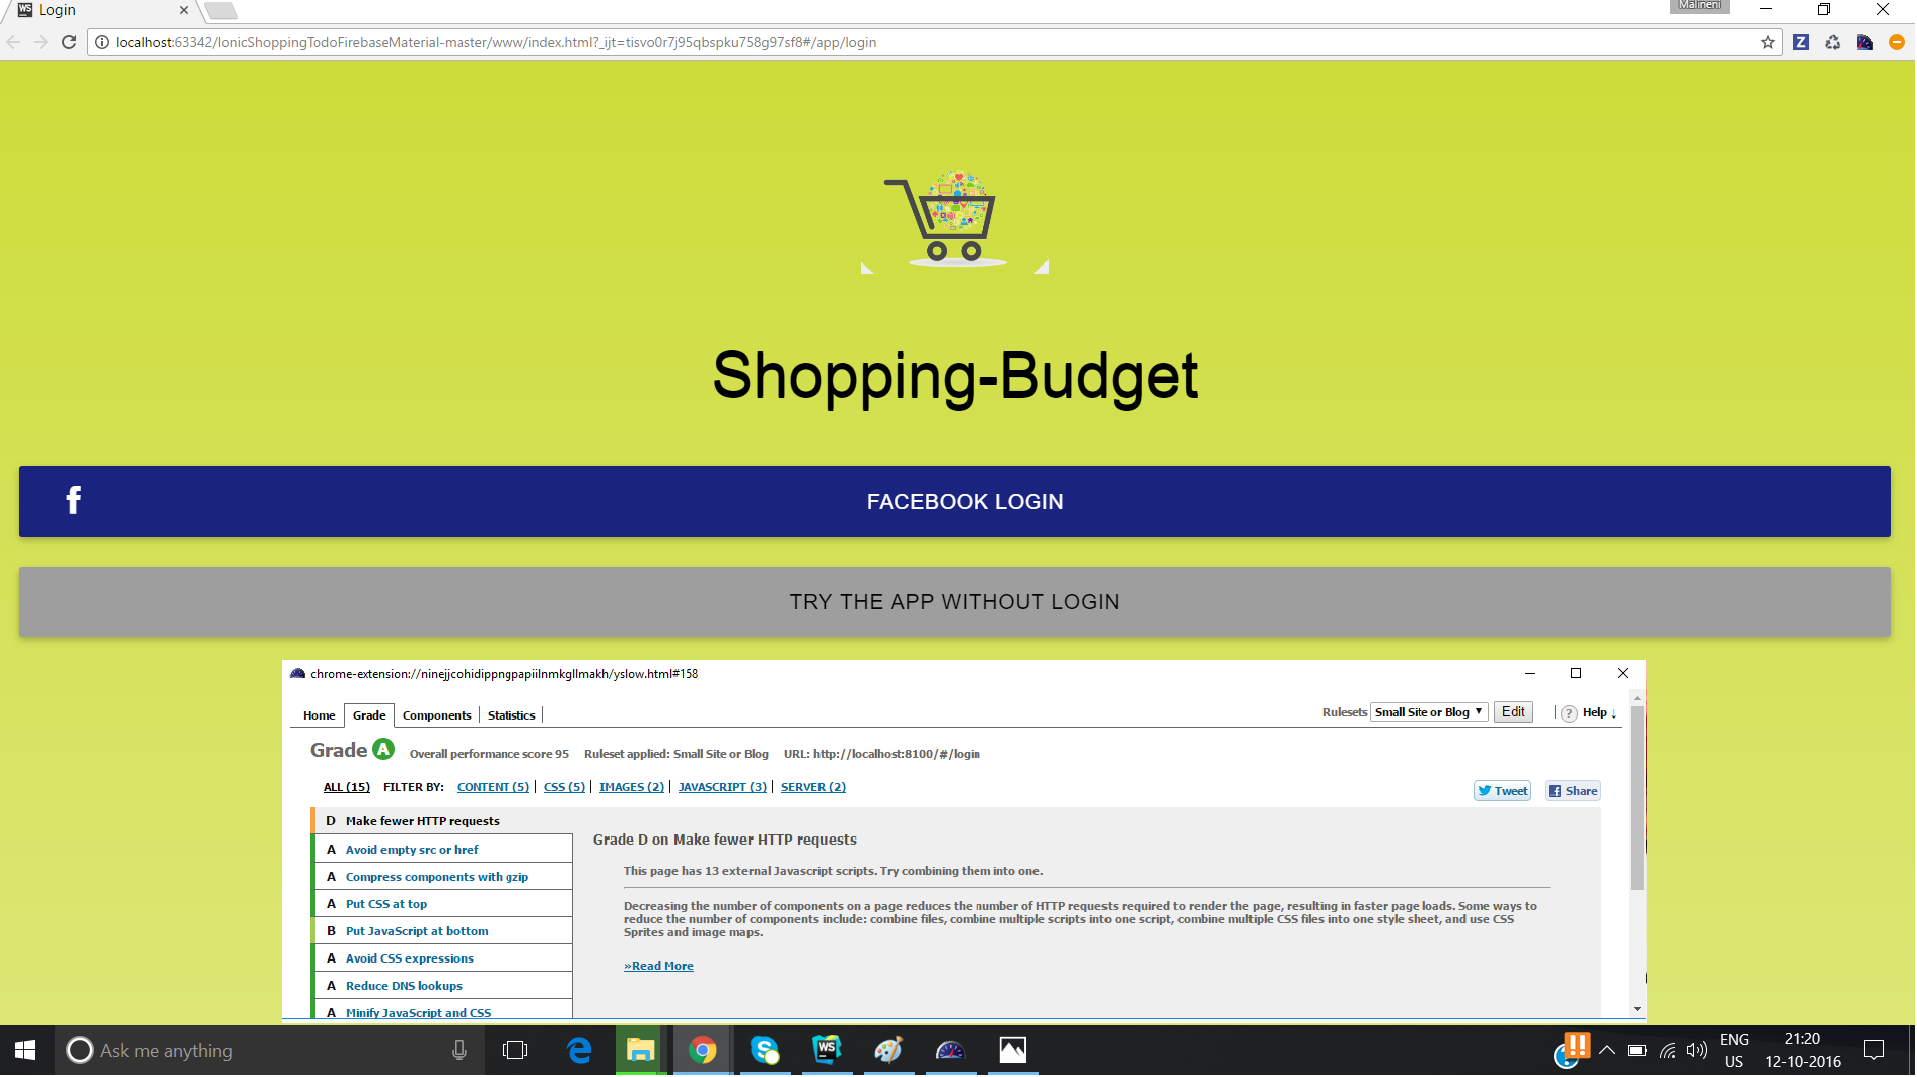 WS Login
Malineni
localhost:63342/IonicShoppingTodoFirebaseMaterial-master/www/index.html?_ijt=tisvo0r7j95qbspku758g97sf8#/app/login
Z
Shopping-Budget
f FACEBOOK LOGIN
TRY THE APP WITHOUT LOGIN
chrome-extension://ninejjcohidippngpapiilnmkgllmakh/yslow.html#158
Home Grade Components Statistics Rulesets Small Site or Blog Edit ? Help ↓
Grade A Overall performance score 95 Ruleset applied: Small Site or Blog URL: http://localhost:8100/#/login
ALL (15) FILTER BY: CONTENT (5) | CSS (5) | IMAGES (2) | JAVASCRIPT (3) | SERVER (2)
Tweet f Share
D Make fewer HTTP requests
A Avoid empty src or href
A Compress components with gzip
A Put CSS at top
B Put JavaScript at bottom
A Avoid CSS expressions
A Reduce DNS lookups
A Minify JavaScript and CSS
Grade D on Make fewer HTTP requests
This page has 13 external Javascript scripts. Try combining them into one.
Decreasing the number of components on a page reduces the number of HTTP requests required to render the page, resulting in faster page loads. Some ways to
reduce the number of components include: combine files, combine multiple scripts into one script, combine multiple CSS files into one style sheet, and use CSS
Sprites and image maps.
»Read More
Ask me anything
WS
ENG
US
21:20
12-10-2016